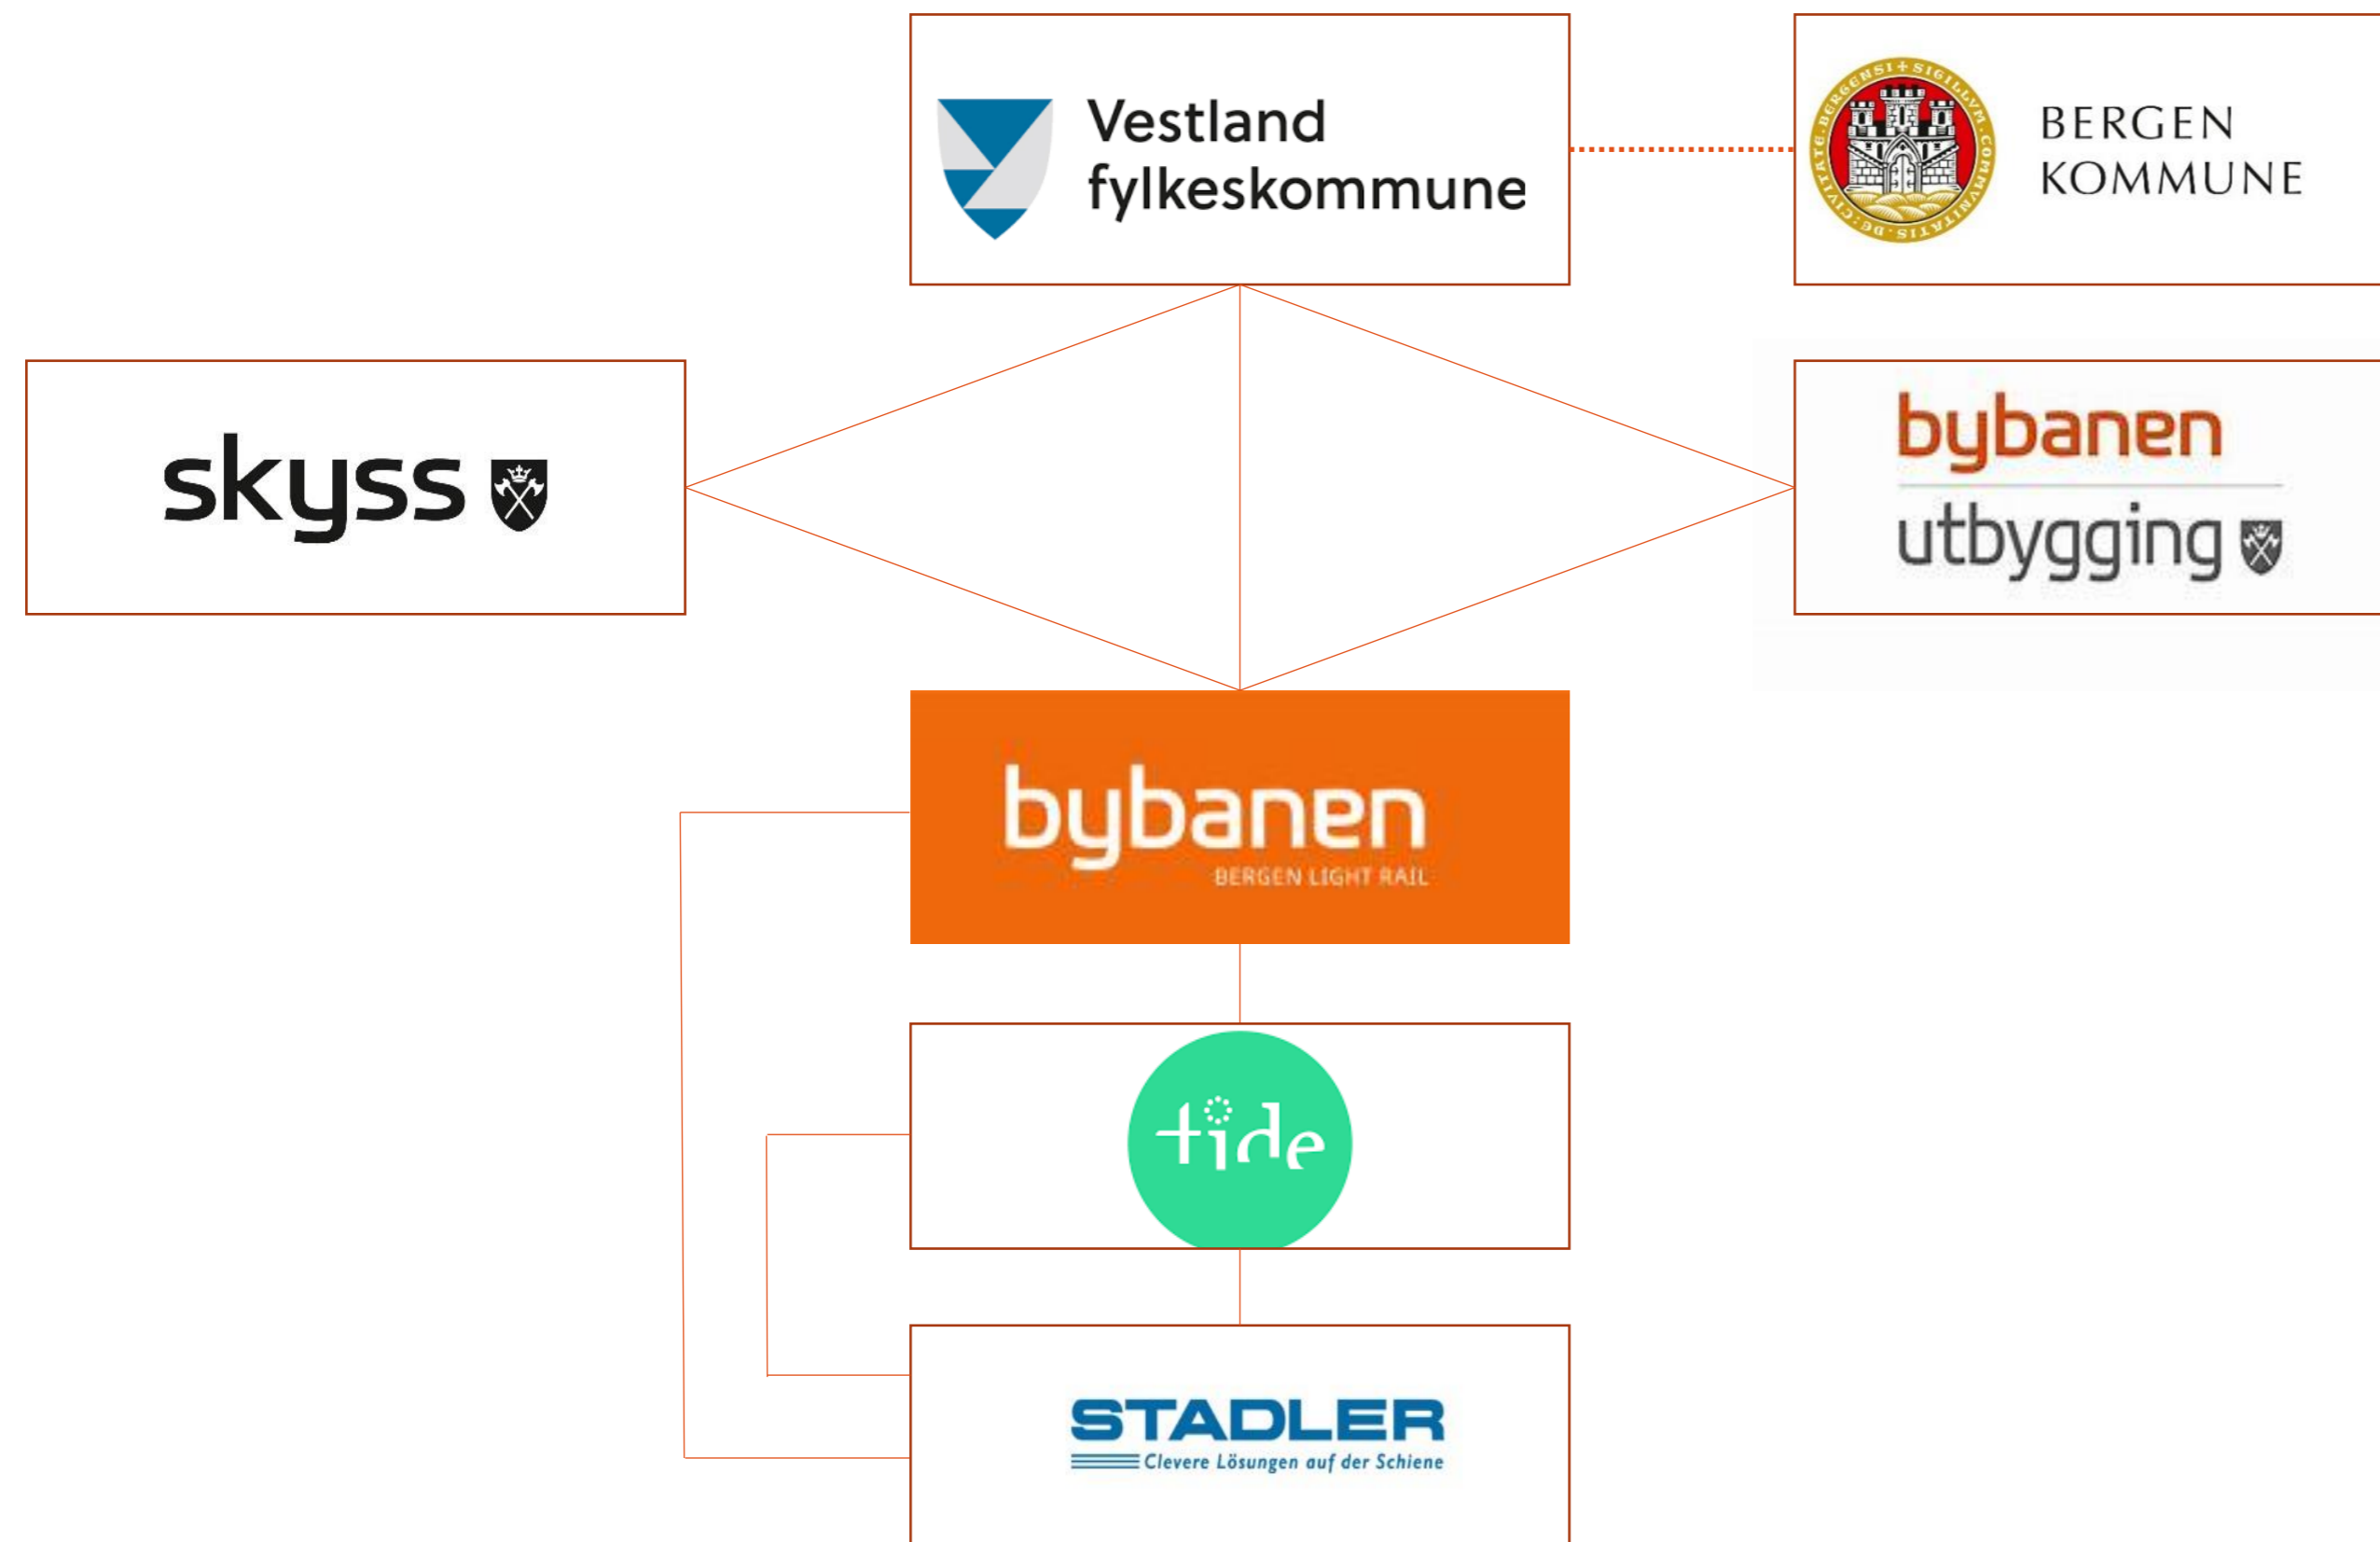 Vestland
fylkeskommune
BERGEN
KOMMUNE
skyss
bybanen
utbygging
bybanen
BERGEN LIGHT RAIL
tide
STADLER
Clevere Lösungen auf der Schiene